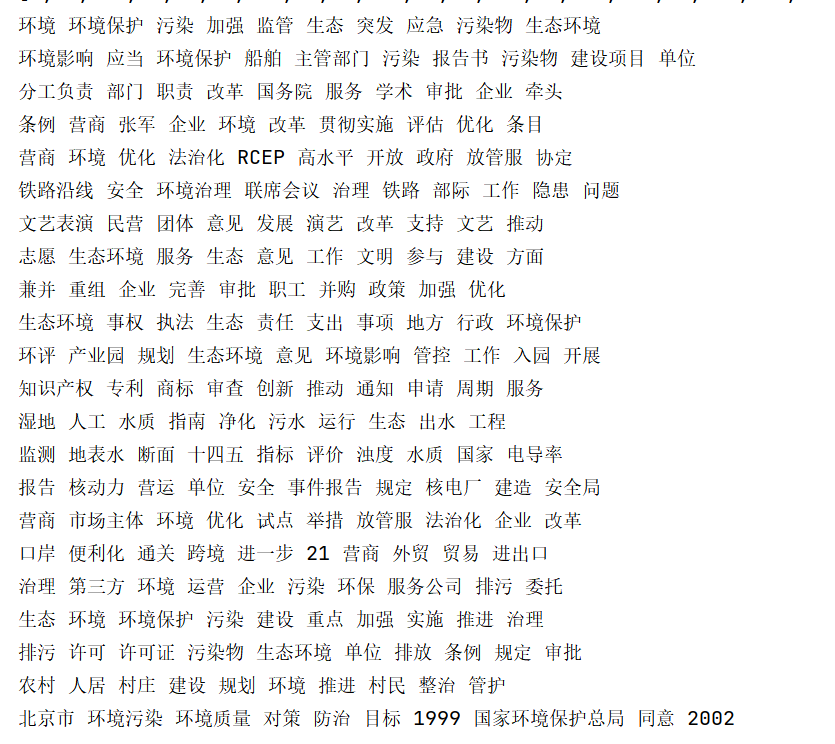 环境 环境保护 污染 加强 监管 生态 突发 应急 污染物 生态环境
环境影响 应当 环境保护 船舶 主管部门 污染 报告书 污染物 建设项目 单位
分工负责 部门 职责 改革 国务院 服务 学术 审批 企业 牵头
条例 营商 张军 企业 环境 改革 贯彻实施 评估 优化 条目
营商 环境 优化 法治化 RCEP 高水平 开放 政府 放管服 协定
铁路沿线 安全 环境治理 联席会议 治理 铁路 部际 工作 隐患 问题
文艺表演 民营 团体 意见 发展 演艺 改革 支持 文艺 推动
志愿 生态环境 服务 生态 意见 工作 文明 参与 建设 方面
兼并 重组 企业 完善 审批 职工 并购 政策 加强 优化
生态环境 事权 执法 生态 责任 支出 事项 地方 行政 环境保护
环评 产业园 规划 生态环境 意见 环境影响 管控 工作 入园 开展
知识产权 专利 商标 审查 创新 推动 通知 申请 周期 服务
湿地 人工 水质 指南 净化 污水 运行 生态 出水 工程
监测 地表水 断面 十四五 指标 评价 浊度 水质 国家 电导率
报告 核动力 营运 单位 安全 事件报告 规定 核电厂 建造 安全局
营商 市场主体 环境 优化 试点 举措 放管服 法治化 企业 改革
口岸 便利化 通关 跨境 进一步 21 营商 外贸 贸易 进出口
治理 第三方 环境 运营 企业 污染 环保 服务公司 排污 委托
生态 环境 环境保护 污染 建设 重点 加强 实施 推进 治理
排污 许可 许可证 污染物 生态环境 单位 排放 条例 规定 审批
农村 人居 村庄 建设 规划 环境 推进 村民 整治 管护
北京市 环境污染 环境质量 对策 防治 目标 1999 国家环境保护总局 同意 2002